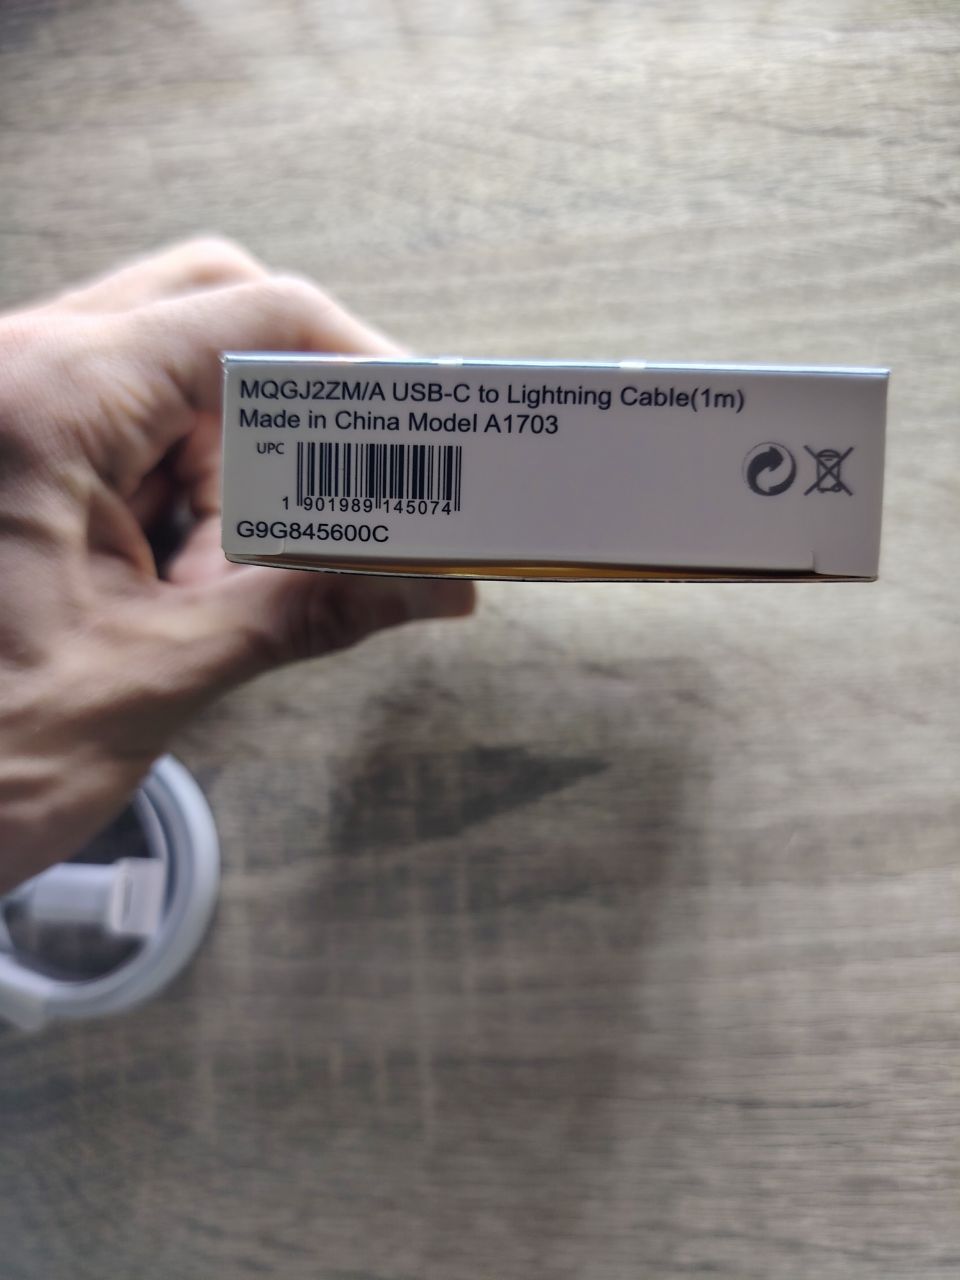 MQGJ2ZM/A USB-C to Lightning Cable(1m)
Made in China Model A1703
UPC
1 901989 145074
G9G845600C